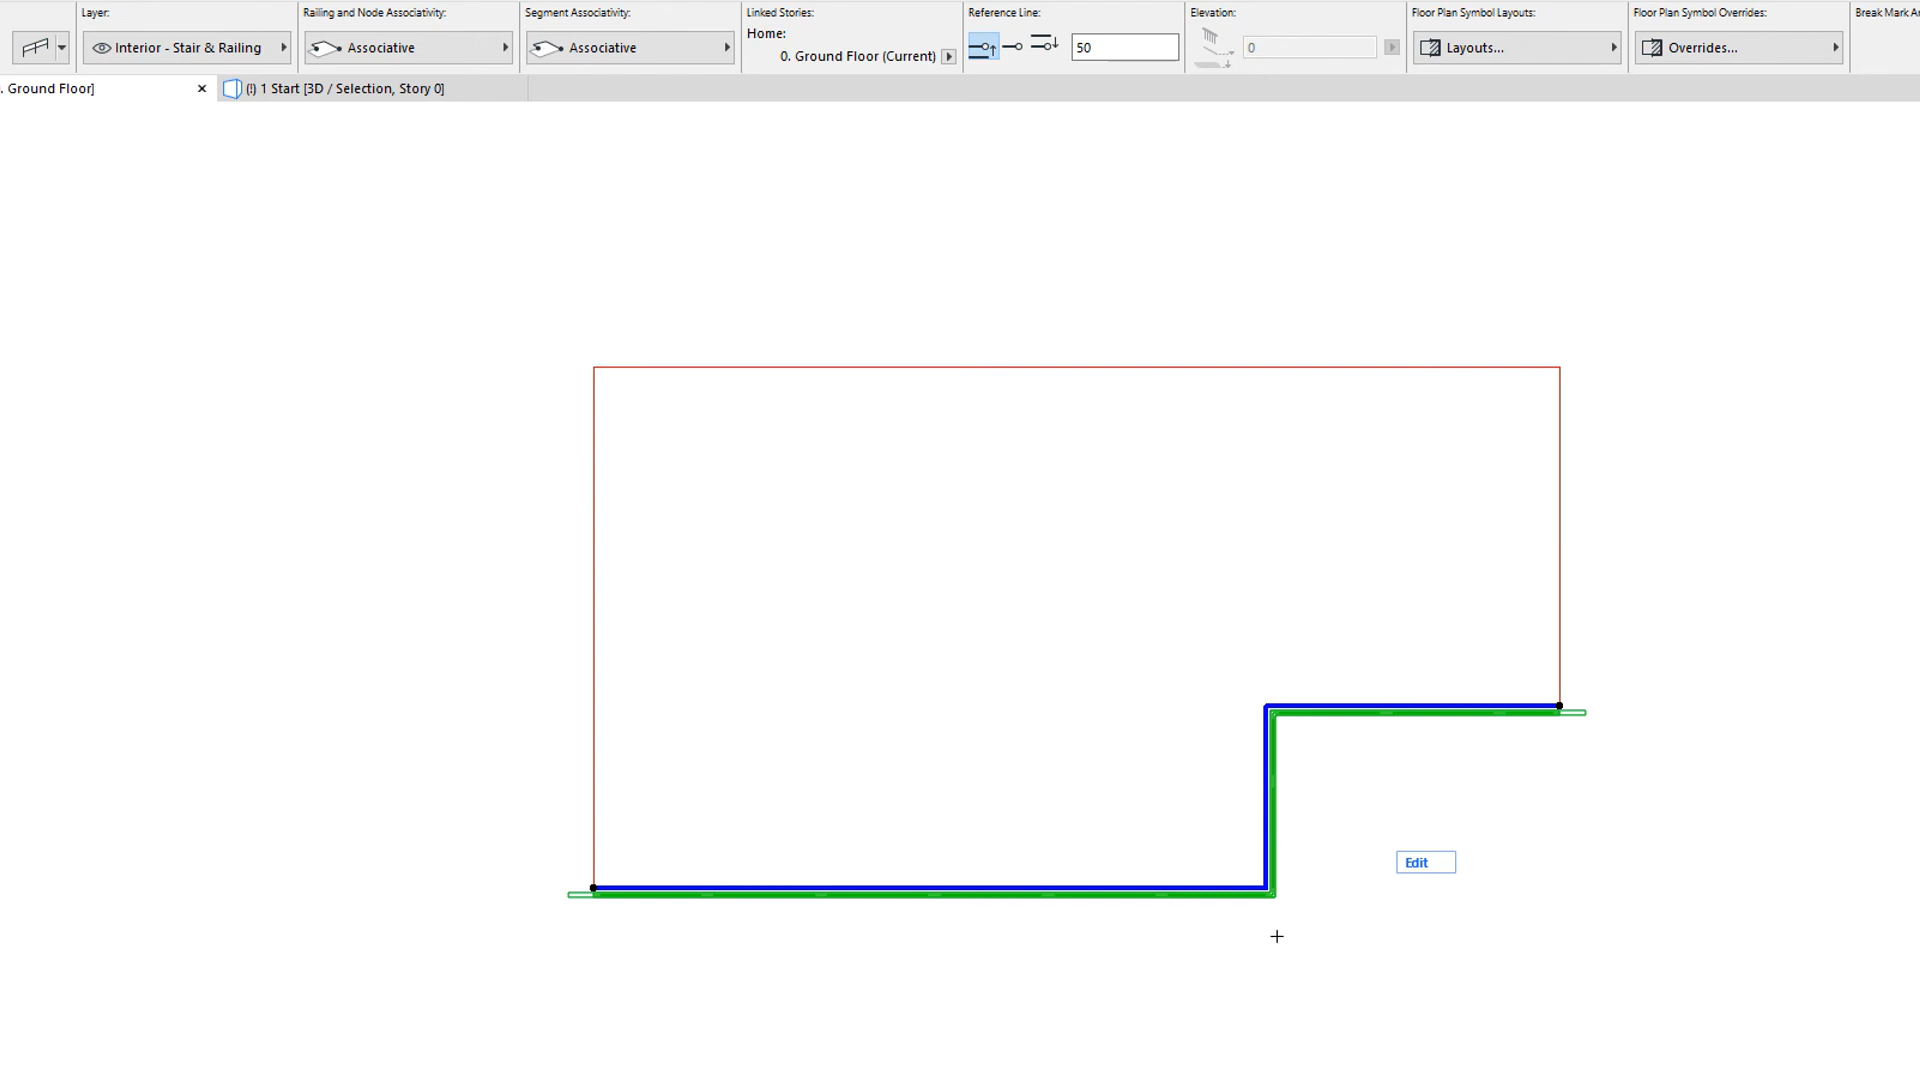 Layer:
Interior - Stair & Railing
Railing and Node Associativity:
Associative
Segment Associativity:
Associative
Linked Stories:
Home:
0. Ground Floor (Current)
Reference Line:
50
Elevation:
0
Floor Plan Symbol Layouts:
Layouts...
Floor Plan Symbol Overrides:
Overrides...
Break Mark A
. Ground Floor]
(!) 1 Start [3D / Selection, Story 0]
Edit